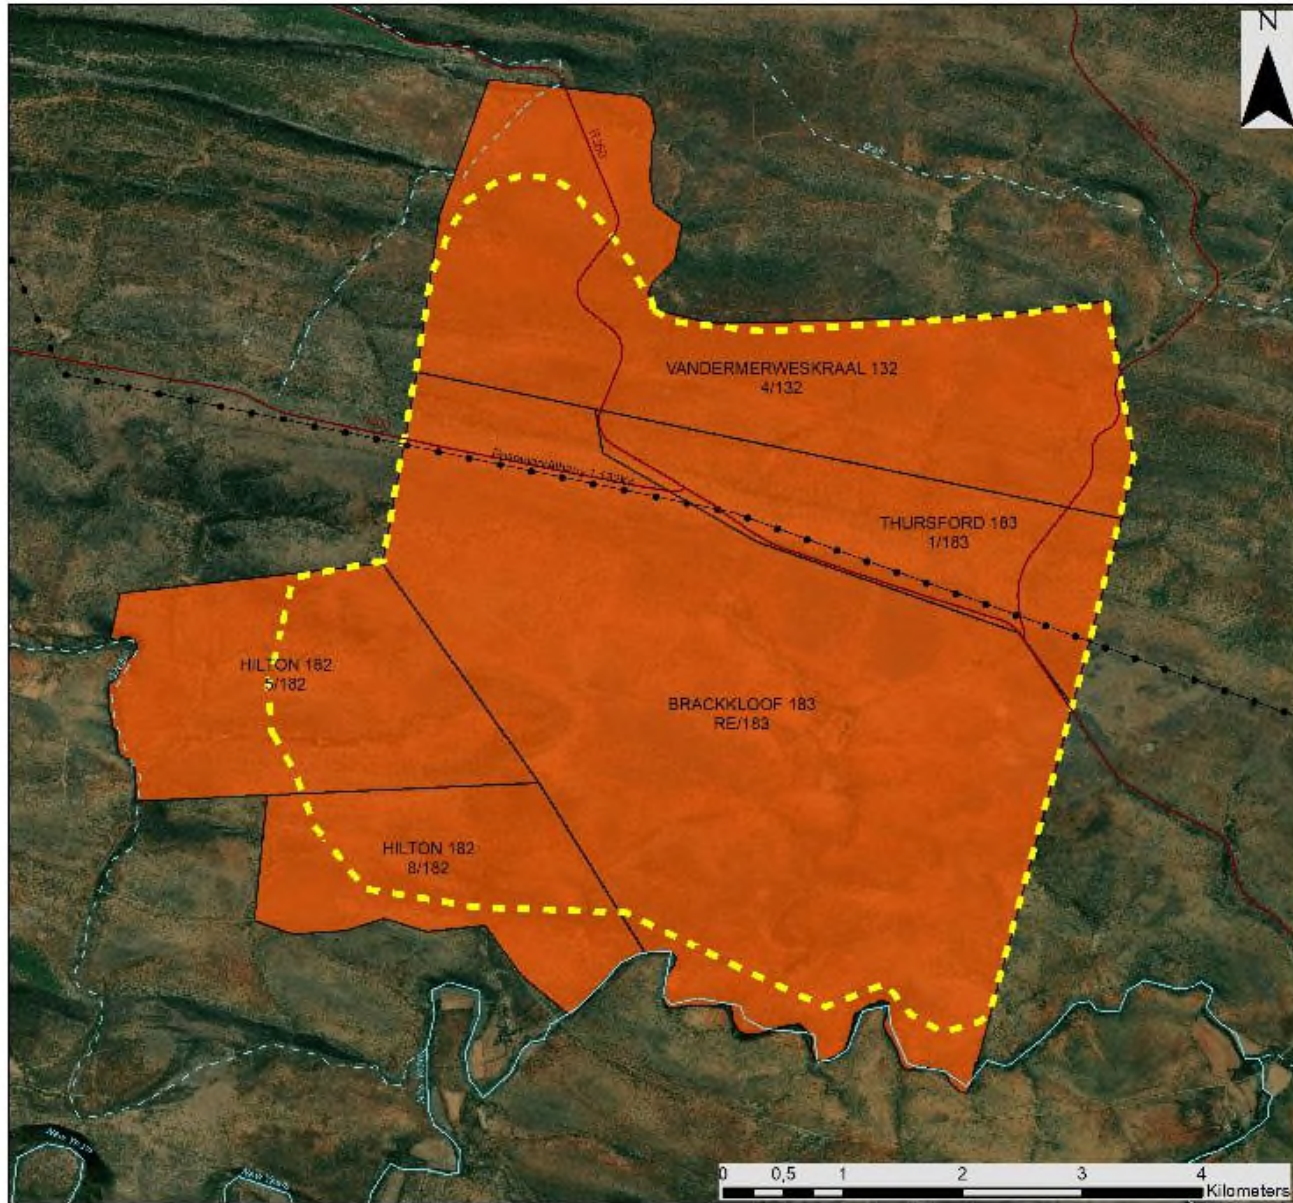 N
R350
VANDERMERWESKRAAL 132
4/132
THURSFORD 183
1/183
HILTON 182
5/182
BRACKKLOOF 183
RE/183
HILTON 182
8/182
0 0,5 1 2 3 4
Kilometers